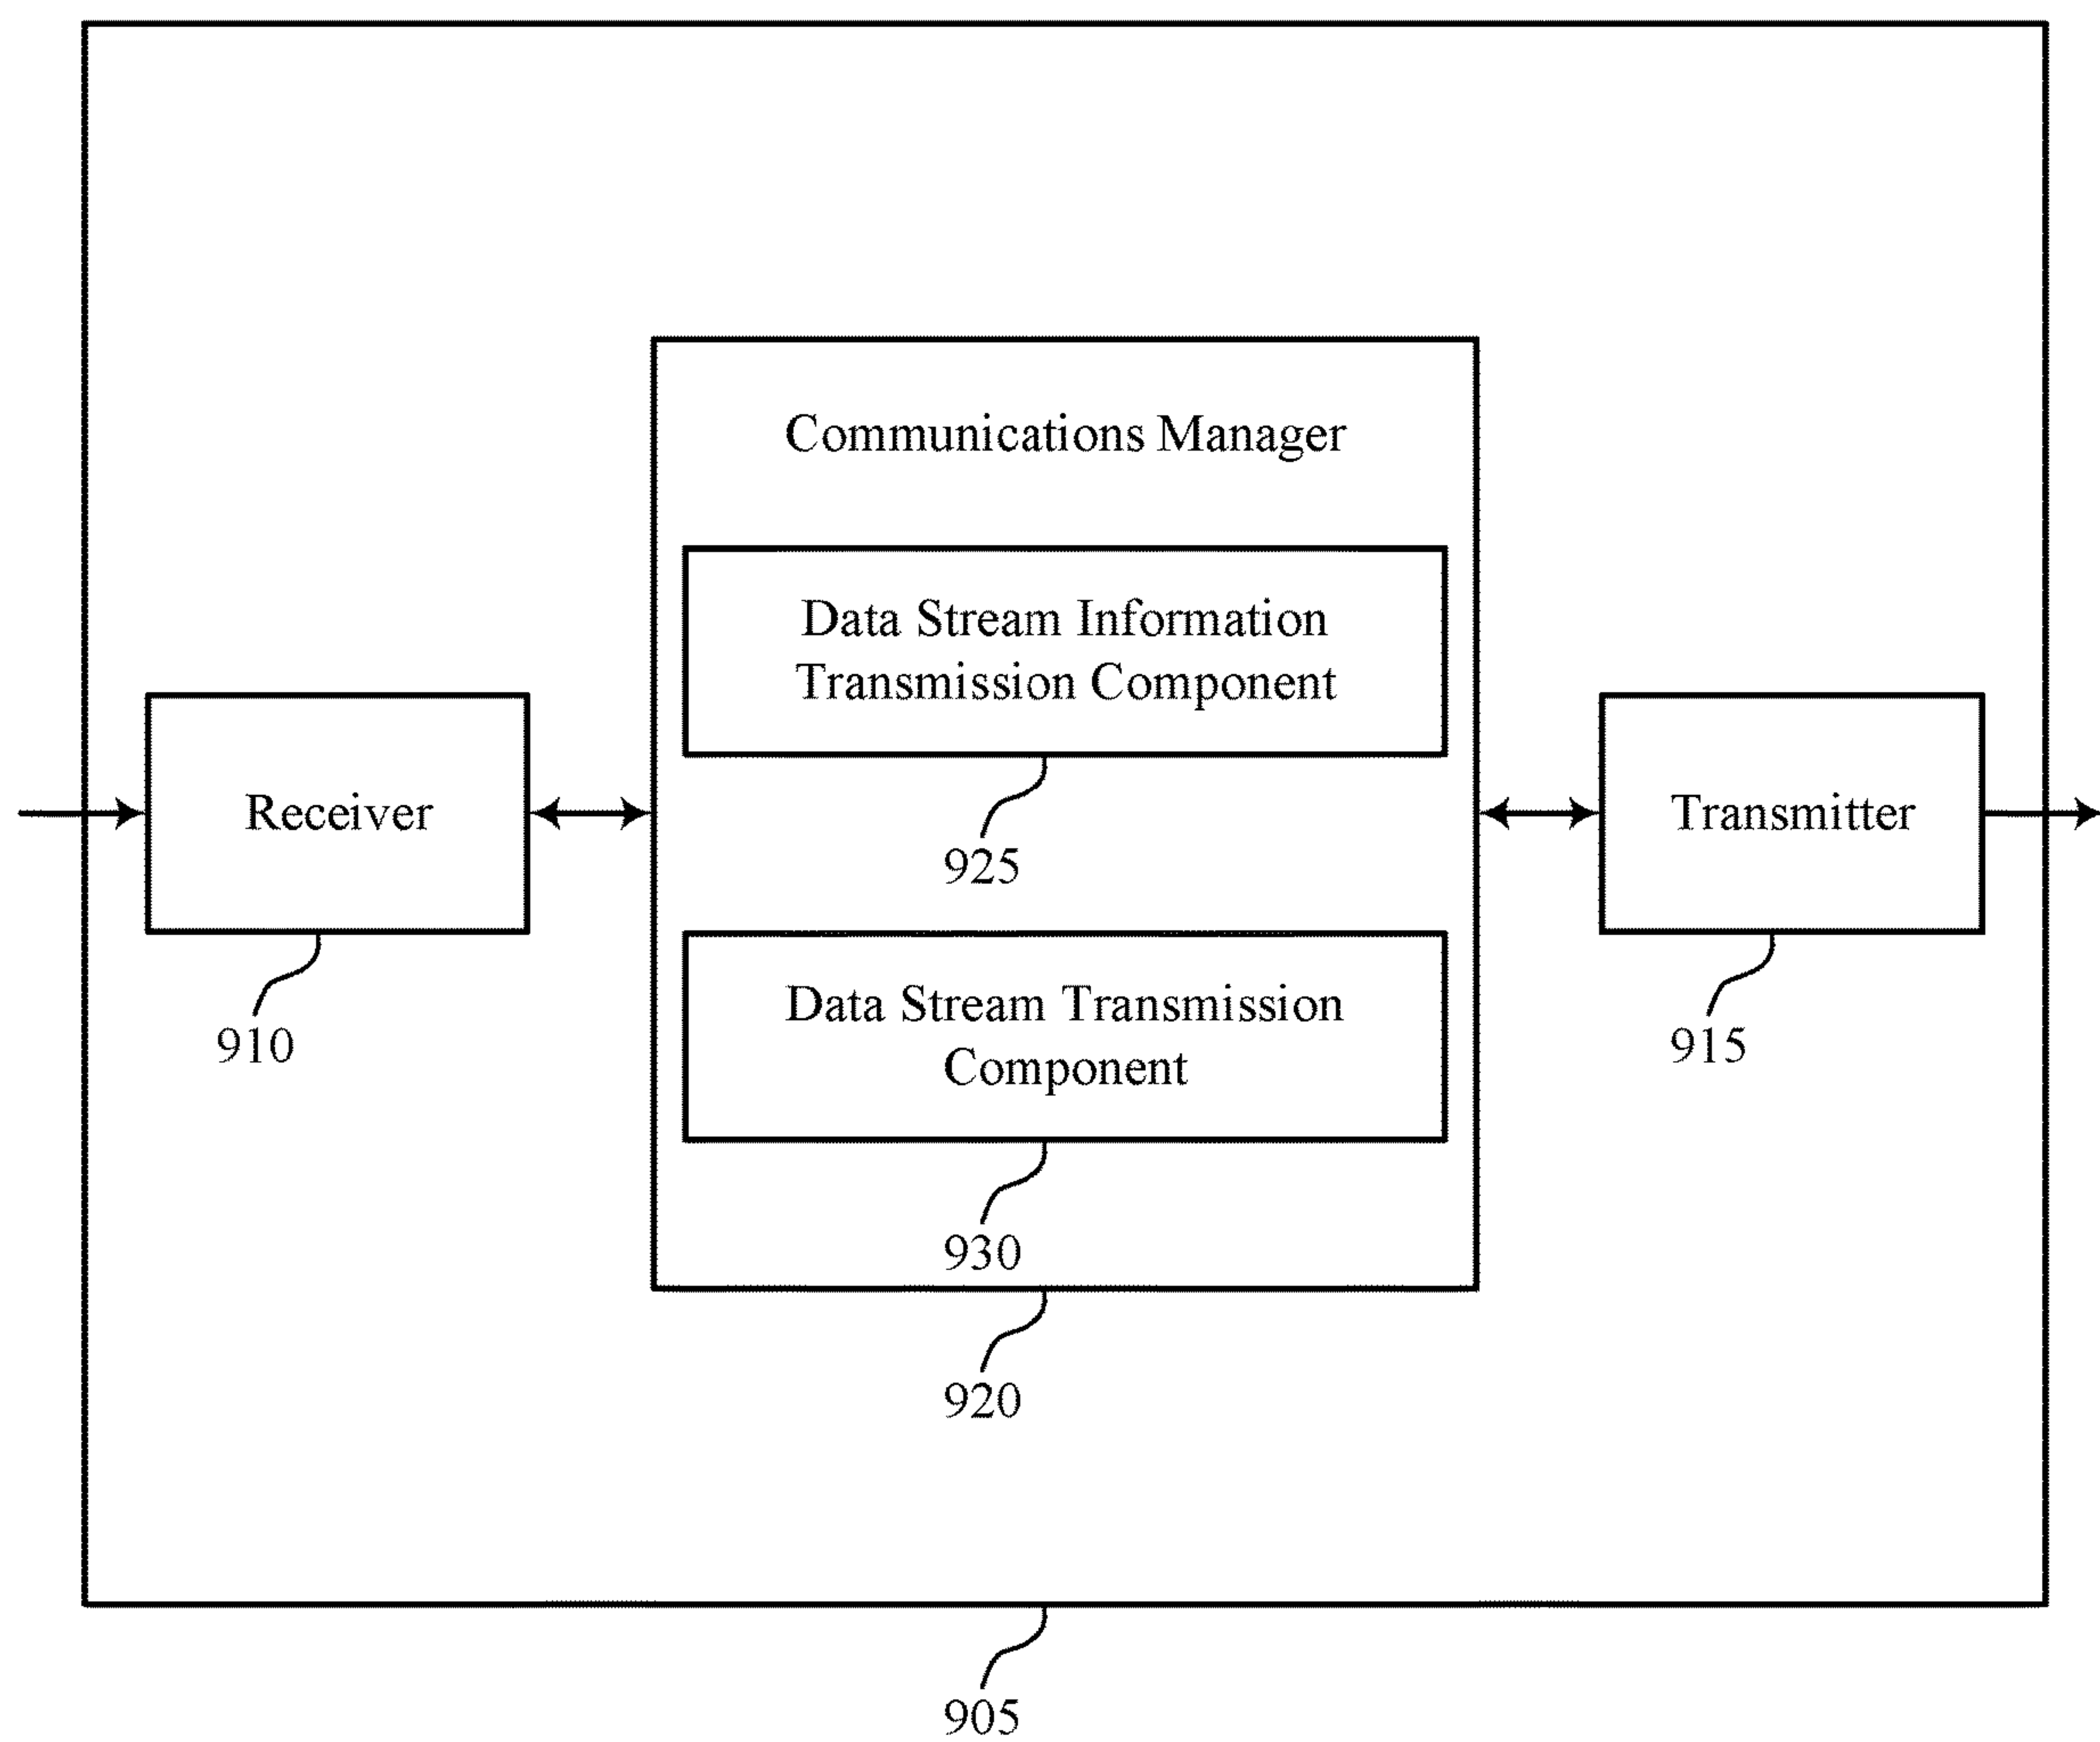 Communications Manager
Data Stream Information
Transmission Component
925
Receiver
910
Transmitter
915
Data Stream Transmission
Component
930
920
905